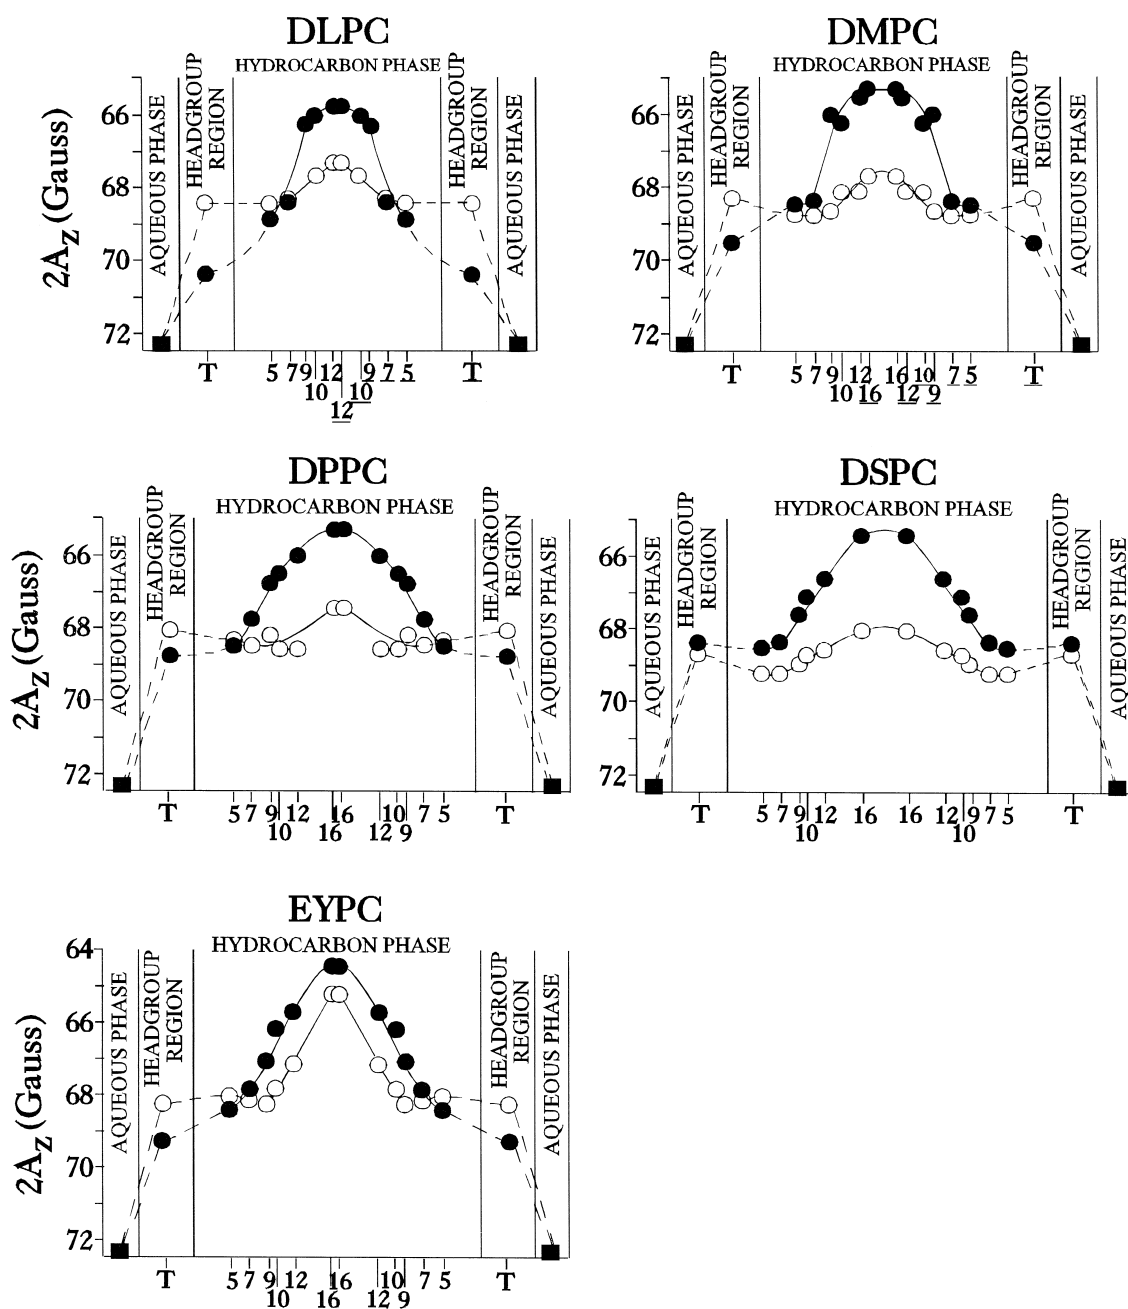 DLPC
HYDROCARBON PHASE
AQUEOUS PHASE
HEADGROUP
REGION
HEADGROUP
REGION
AQUEOUS PHASE
2AZ(Gauss)
66
68
70
72
T 5 7 9 12 9 7 5 T
10 10
12
DMPC
HYDROCARBON PHASE
AQUEOUS PHASE
HEADGROUP
REGION
HEADGROUP
REGION
AQUEOUS PHASE
66
68
70
72
T 5 7 9 12 16 10 7 5 T
10 16 12 9
DPPC
HYDROCARBON PHASE
AQUEOUS PHASE
HEADGROUP
REGION
HEADGROUP
REGION
AQUEOUS PHASE
2AZ(Gauss)
66
68
70
72
T 5 7 9 12 16 10 7 5 T
10 16 12 9
DSPC
HYDROCARBON PHASE
AQUEOUS PHASE
HEADGROUP
REGION
HEADGROUP
REGION
AQUEOUS PHASE
66
68
70
72
T 5 7 9 12 16 16 12 9 7 5 T
10 10
EYPC
HYDROCARBON PHASE
AQUEOUS PHASE
HEADGROUP
REGION
HEADGROUP
REGION
AQUEOUS PHASE
2AZ(Gauss)
64
66
68
70
72
T 5 7 9 12 16 10 7 5 T
10 16 12 9